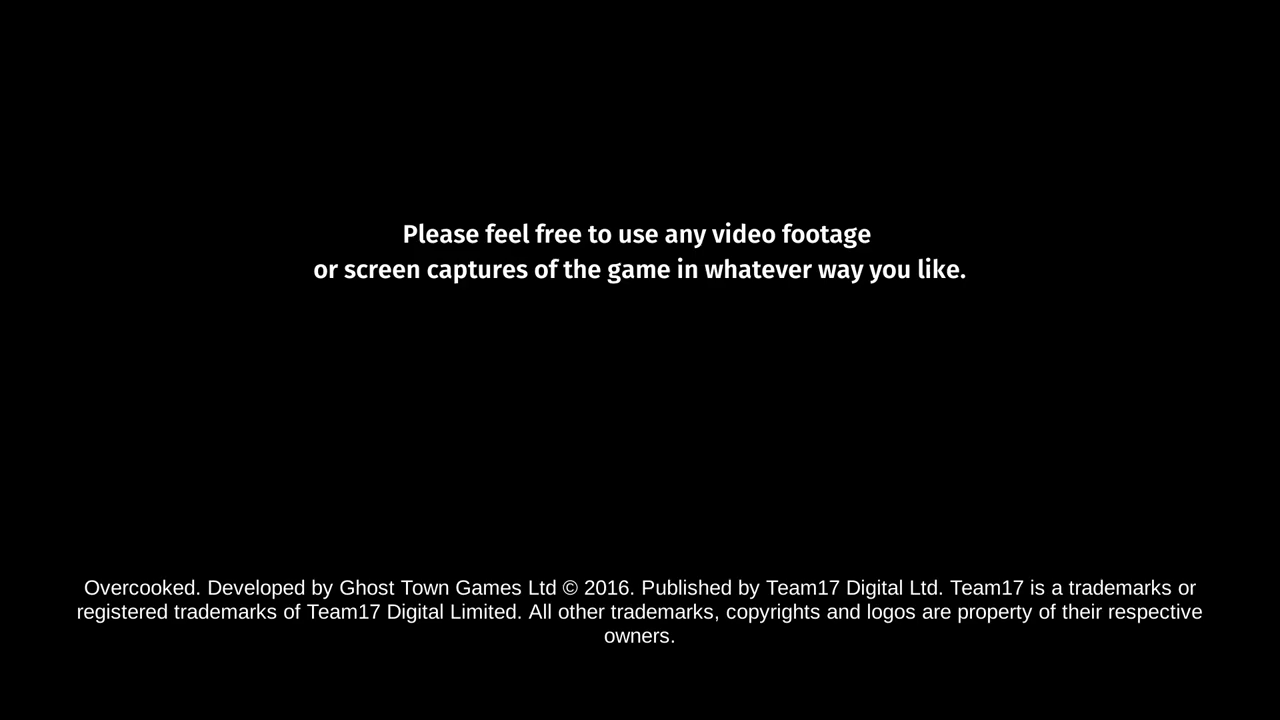 Please feel free to use any video footage
or screen captures of the game in whatever way you like.
Overcooked. Developed by Ghost Town Games Ltd © 2016. Published by Team17 Digital Ltd. Team17 is a trademarks or
registered trademarks of Team17 Digital Limited. All other trademarks, copyrights and logos are property of their respective
owners.